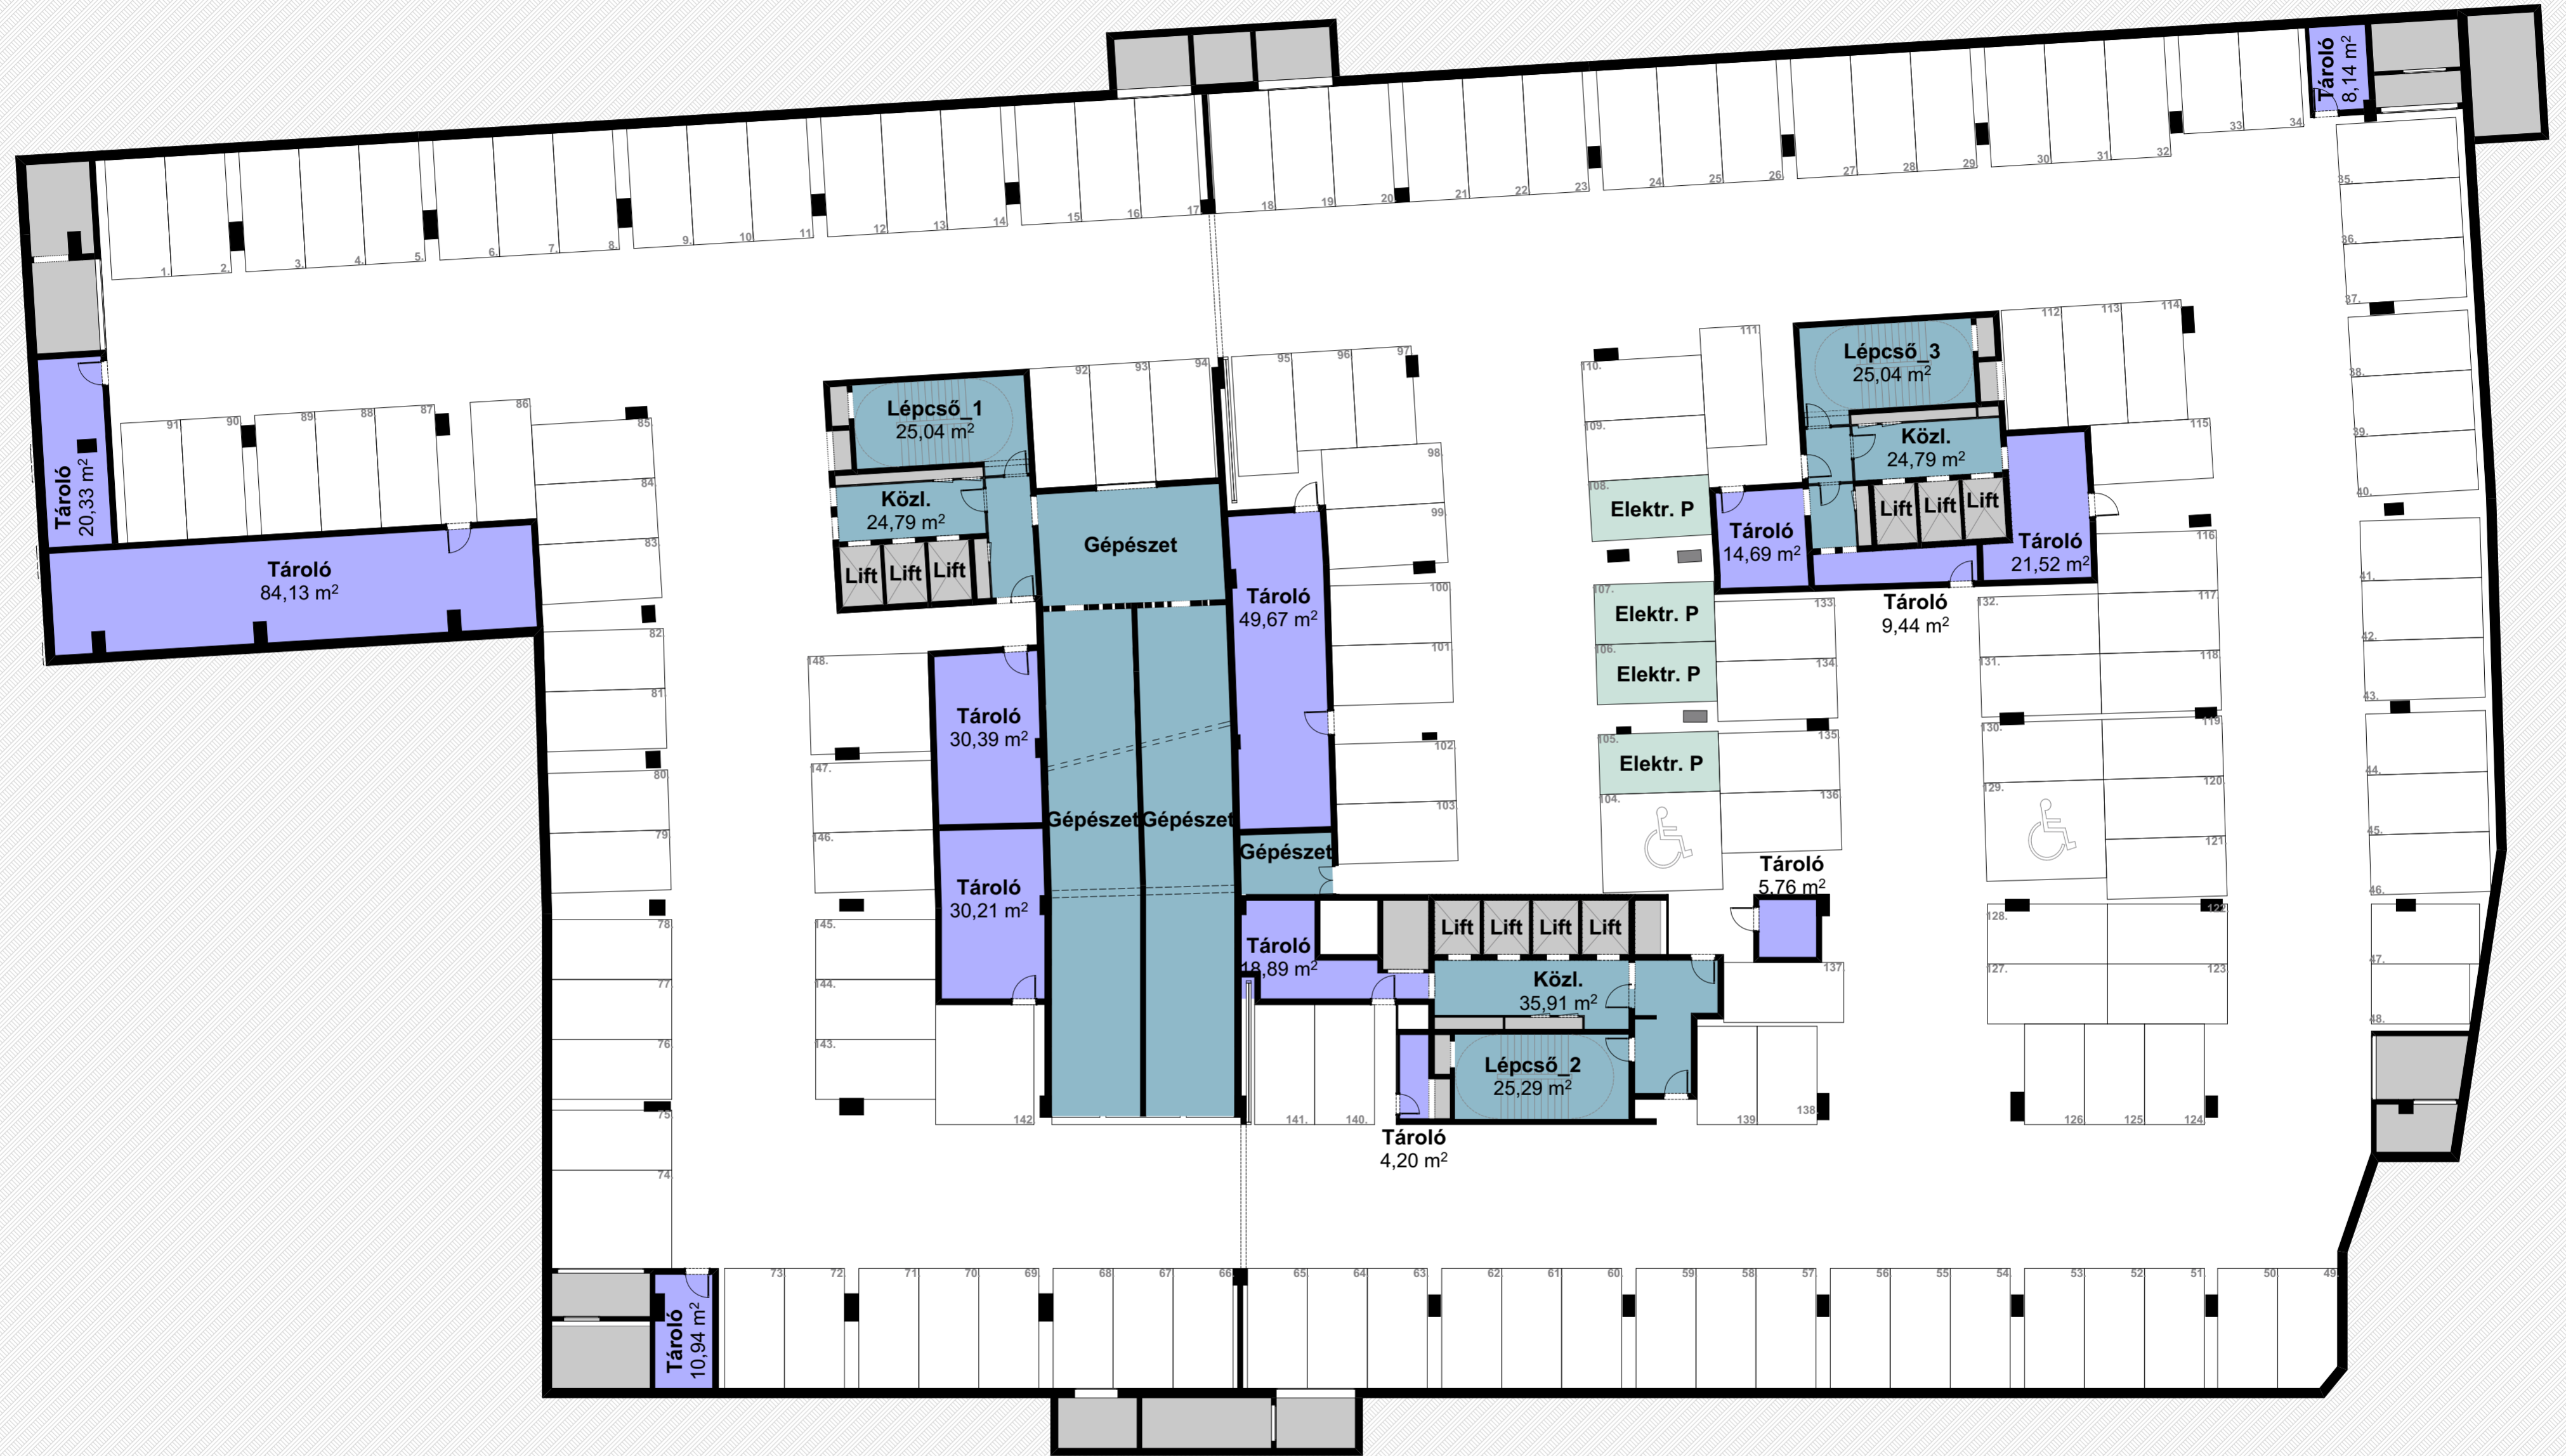 Tároló
8,14 m²
1.
2.
3.
4.
5.
6.
7.
8.
9.
10.
11.
12.
13.
14.
15.
16.
17.
18.
19.
20.
21.
22.
23.
24.
25.
26.
27.
28.
29.
30.
31.
32.
33.
34.
35.
36.
37.
38.
39.
40.
41.
42.
43.
44.
45.
46.
47.
48.
Tároló
20,33 m²
Tároló
84,13 m²
91.
90.
89.
88.
87.
86.
85.
84.
83.
82.
81.
80.
79.
78.
77.
76.
75.
74.
Lépcső_1
25,04 m²
Közl.
24,79 m²
Lift
Lift
Lift
92.
93.
94.
95.
96.
97.
98.
99.
100.
101.
102.
103.
Gépészet
Tároló
49,67 m²
Gépészet
Gépészet
Gépészet
148.
147.
146.
145.
144.
143.
142.
Tároló
30,39 m²
Tároló
30,21 m²
110.
109.
108.
Elektr. P
107.
Elektr. P
106.
Elektr. P
105.
Elektr. P
104.
111.
Lépcső_3
25,04 m²
Közl.
24,79 m²
Lift
Lift
Lift
Tároló
14,69 m²
Tároló
21,52 m²
Tároló
9,44 m²
112.
113.
114.
115.
116.
117.
118.
119.
120.
121.
122.
123.
124.
125.
126.
127.
128.
129.
130.
131.
132.
133.
134.
135.
136.
Tároló
5,76 m²
137.
138.
139.
Tároló
18,89 m²
Lift
Lift
Lift
Lift
Közl.
35,91 m²
Lépcső_2
25,29 m²
141.
140.
Tároló
4,20 m²
Tároló
10,94 m²
73.
72.
71.
70.
69.
68.
67.
66.
65.
64.
63.
62.
61.
60.
59.
58.
57.
56.
55.
54.
53.
52.
51.
50.
49.